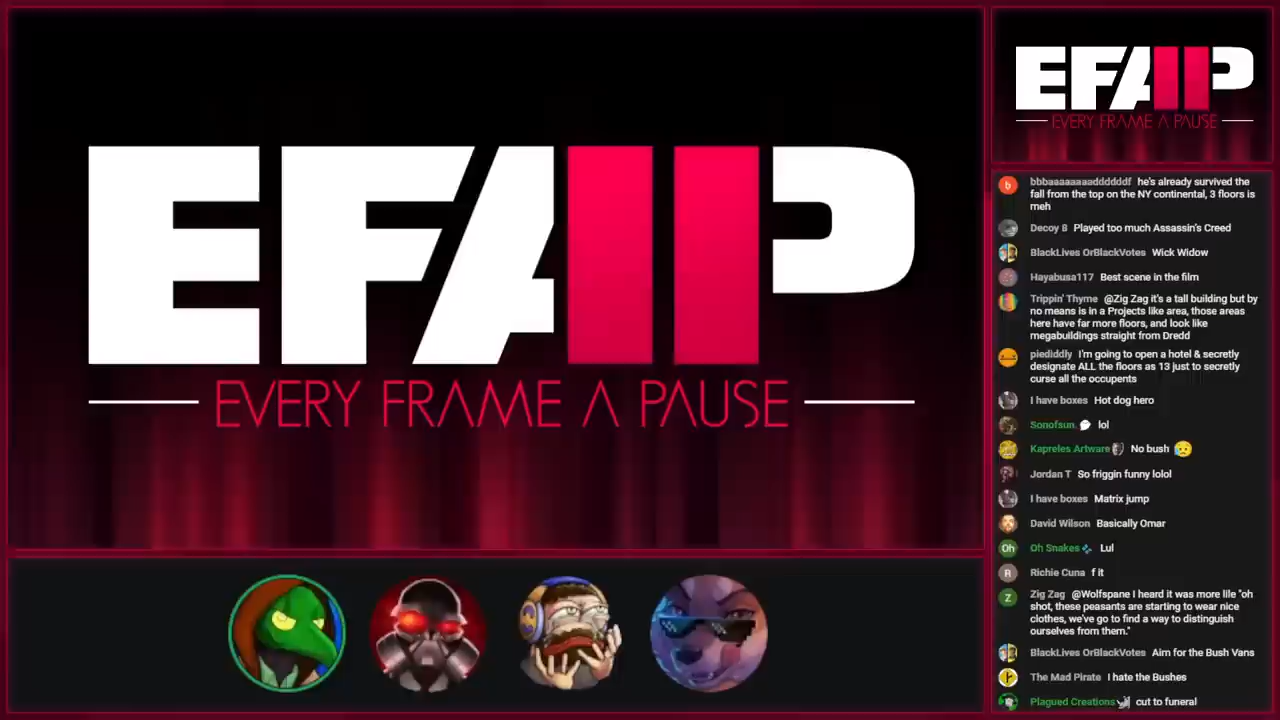 EFAP
EVERY FRAME A PAUSE
EFAP
EVERY FRAME A PAUSE
b
bbbaaaaaaaaddddddf he's already survived the
fall from the top on the NY continental, 3 floors is
meh
Decoy B Played too much Assassin's Creed
BlackLives OrBlackVotes Wick Widow
Hayabusa117 Best scene in the film
Trippin' Thyme @Zig Zag it's a tall building but by
no means is in a Projects like area, those areas
here have far more floors, and look like
megabuildings straight from Dredd
piediddly I'm going to open a hotel & secretly
designate ALL the floors as 13 just to secretly
curse all the occupents
I have boxes Hot dog hero
Sonofsun. lol
Kapreles Artware No bush 😥
Jordan T So friggin funny lolol
I have boxes Matrix jump
David Wilson Basically Omar
Oh Oh Snakes Lul
R Richie Cuna f it
Z Zig Zag @Wolfspane I heard it was more lile "oh
shot, these peasants are starting to wear nice
clothes, we've go to find a way to distinguish
ourselves from them."
BlackLives OrBlackVotes Aim for the Bush Vans
The Mad Pirate I hate the Bushes
Plagued Creations cut to funeral